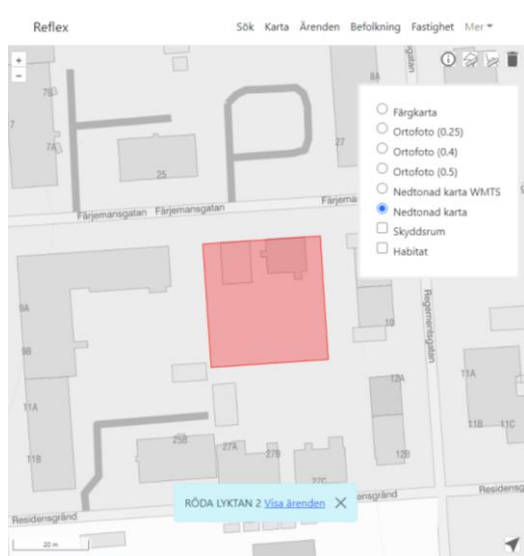 Reflex
Sök Karta Ärenden Befolkning Fastighet Mer
+
−
8A
7
7A
25
27
Färgkarta
Ortofoto (0.25)
Ortofoto (0.4)
Ortofoto (0.5)
Nedtonad karta WMTS
Nedtonad karta
Skyddsrum
Habitat
Färjemansgatan Färjemansgatan
Färjema
9A
9B
Regementsgatan
10
11A
11B
12A
12B
11A
11B 11C
25B
27A
27B
27C
RÖDA LYKTAN 2 Visa ärenden ×
Residensgränd
ensgränd
Residensg
20 m